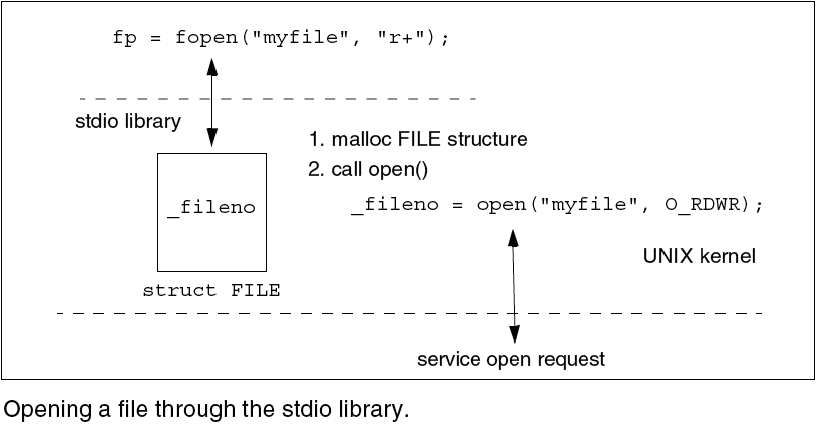 fp = fopen("myfile", "r+");
stdio library
1. malloc FILE structure
2. call open()
_fileno
_fileno = open("myfile", O_RDWR);
UNIX kernel
struct FILE
service open request
Opening a file through the stdio library.